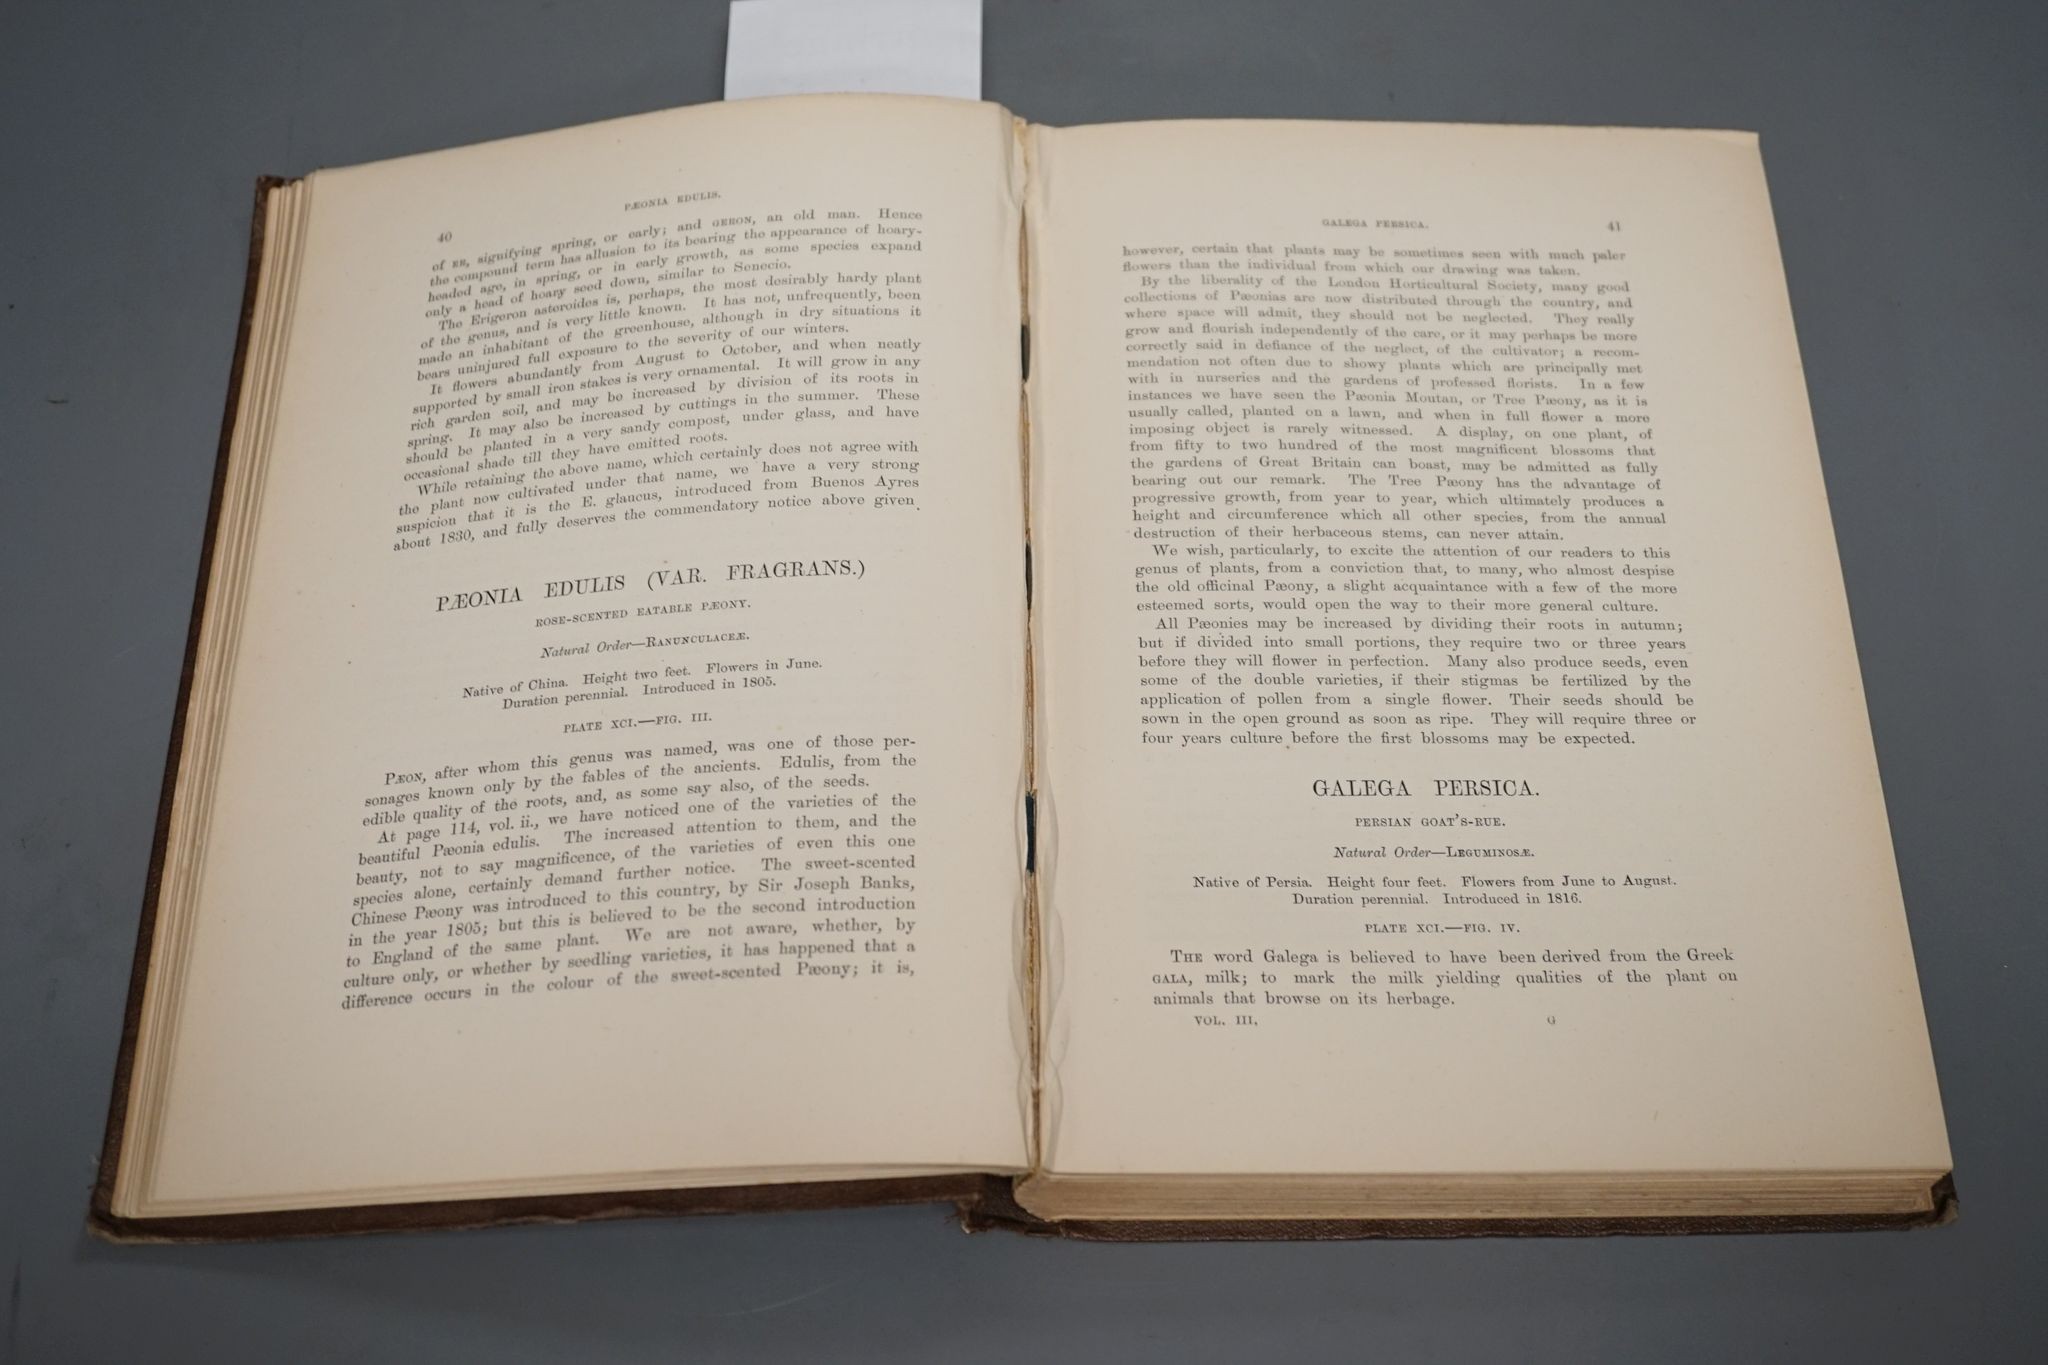 PÆONIA EDULIS.
40
of ER, signifying spring, or early; and GERON, an old man. Hence
the compound term has allusion to its bearing the appearance of hoary-
headed age, in spring, or in early growth, as some species expand
only a head of hoary seed down, similar to Senecio.
The Erigeron asteroides is, perhaps, the most desirably hardy plant
of the genus, and is very little known. It has not, unfrequently, been
made an inhabitant of the greenhouse, although in dry situations it
bears uninjured full exposure to the severity of our winters.
It flowers abundantly from August to October, and when neatly
supported by small iron stakes is very ornamental. It will grow in any
rich garden soil, and may be increased by division of its roots in
spring. It may also be increased by cuttings in the summer. These
should be planted in a very sandy compost, under glass, and have
occasional shade till they have emitted roots.
While retaining the above name, which certainly does not agree with
the plant now cultivated under that name, we have a very strong
suspicion that it is the E. glaucus, introduced from Buenos Ayres
about 1830, and fully deserves the commendatory notice above given.
PÆONIA EDULIS (VAR. FRAGRANS.)
ROSE-SCENTED EATABLE PÆONY.
Natural Order—RANUNCULACEÆ.
Native of China. Height two feet. Flowers in June.
Duration perennial. Introduced in 1805.
PLATE XCI.—FIG. III.
PÆON, after whom this genus was named, was one of those per-
sonages known only by the fables of the ancients. Edulis, from the
edible quality of the roots, and, as some say also, of the seeds.
At page 114, vol. ii., we have noticed one of the varieties of the
beautiful Pæonia edulis. The increased attention to them, and the
beauty, not to say magnificence, of the varieties of even this one
species alone, certainly demand further notice. The sweet-scented
Chinese Pæony was introduced to this country, by Sir Joseph Banks,
in the year 1805; but this is believed to be the second introduction
to England of the same plant. We are not aware, whether, by
culture only, or whether by seedling varieties, it has happened that a
difference occurs in the colour of the sweet-scented Pæony; it is,
GALEGA PERSICA.
41
however, certain that plants may be sometimes seen with much paler
flowers than the individual from which our drawing was taken.
By the liberality of the London Horticultural Society, many good
collections of Pæonias are now distributed through the country, and
where space will admit, they should not be neglected. They really
grow and flourish independently of the care, or it may perhaps be more
correctly said in defiance of the neglect, of the cultivator; a recom-
mendation not often due to showy plants which are principally met
with in nurseries and the gardens of professed florists. In a few
instances we have seen the Pæonia Moutan, or Tree Pæony, as it is
usually called, planted on a lawn, and when in full flower a more
imposing object is rarely witnessed. A display, on one plant, of
from fifty to two hundred of the most magnificent blossoms that
the gardens of Great Britain can boast, may be admitted as fully
bearing out our remark. The Tree Pæony has the advantage of
progressive growth, from year to year, which ultimately produces a
height and circumference which all other species, from the annual
destruction of their herbaceous stems, can never attain.
We wish, particularly, to excite the attention of our readers to this
genus of plants, from a conviction that, to many, who almost despise
the old officinal Pæony, a slight acquaintance with a few of the more
esteemed sorts, would open the way to their more general culture.
All Pæonies may be increased by dividing their roots in autumn;
but if divided into small portions, they require two or three years
before they will flower in perfection. Many also produce seeds, even
some of the double varieties, if their stigmas be fertilized by the
application of pollen from a single flower. Their seeds should be
sown in the open ground as soon as ripe. They will require three or
four years culture before the first blossoms may be expected.
GALEGA PERSICA.
PERSIAN GOAT'S-RUE.
Natural Order—LEGUMINOSÆ.
Native of Persia. Height four feet. Flowers from June to August.
Duration perennial. Introduced in 1816.
PLATE XCI.—FIG. IV.
THE word Galega is believed to have been derived from the Greek
GALA, milk; to mark the milk yielding qualities of the plant on
animals that browse on its herbage.
VOL. III. G